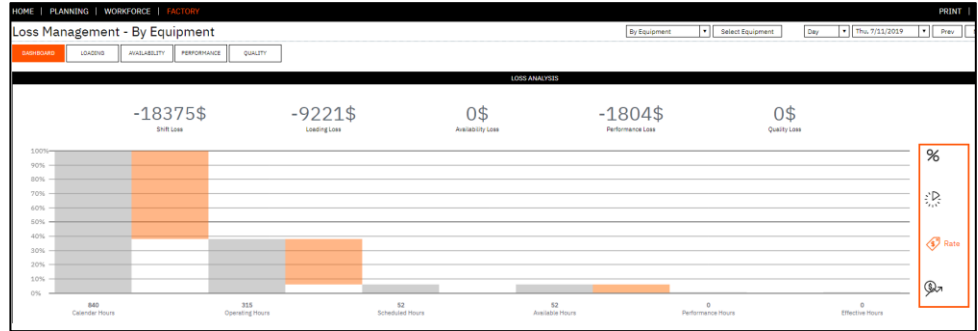 HOME | PLANNING | WORKFORCE | FACTORY PRINT |
Loss Management - By Equipment By Equipment Select Equipment Day Thu, 7/11/2019 Prev
DASHBOARD LOADING AVAILABILITY PERFORMANCE QUALITY
LOSS ANALYSIS
-18375$ -9221$ 0$ -1804$ 0$
Shift Loss Loading Loss Availability Loss Performance Loss Quality Loss
100%
90%
80%
70%
60%
50%
40%
30%
20%
10%
0%
%
Rate
840 315 52 52 0 0
Calendar Hours Operating Hours Scheduled Hours Available Hours Performance Hours Effective Hours